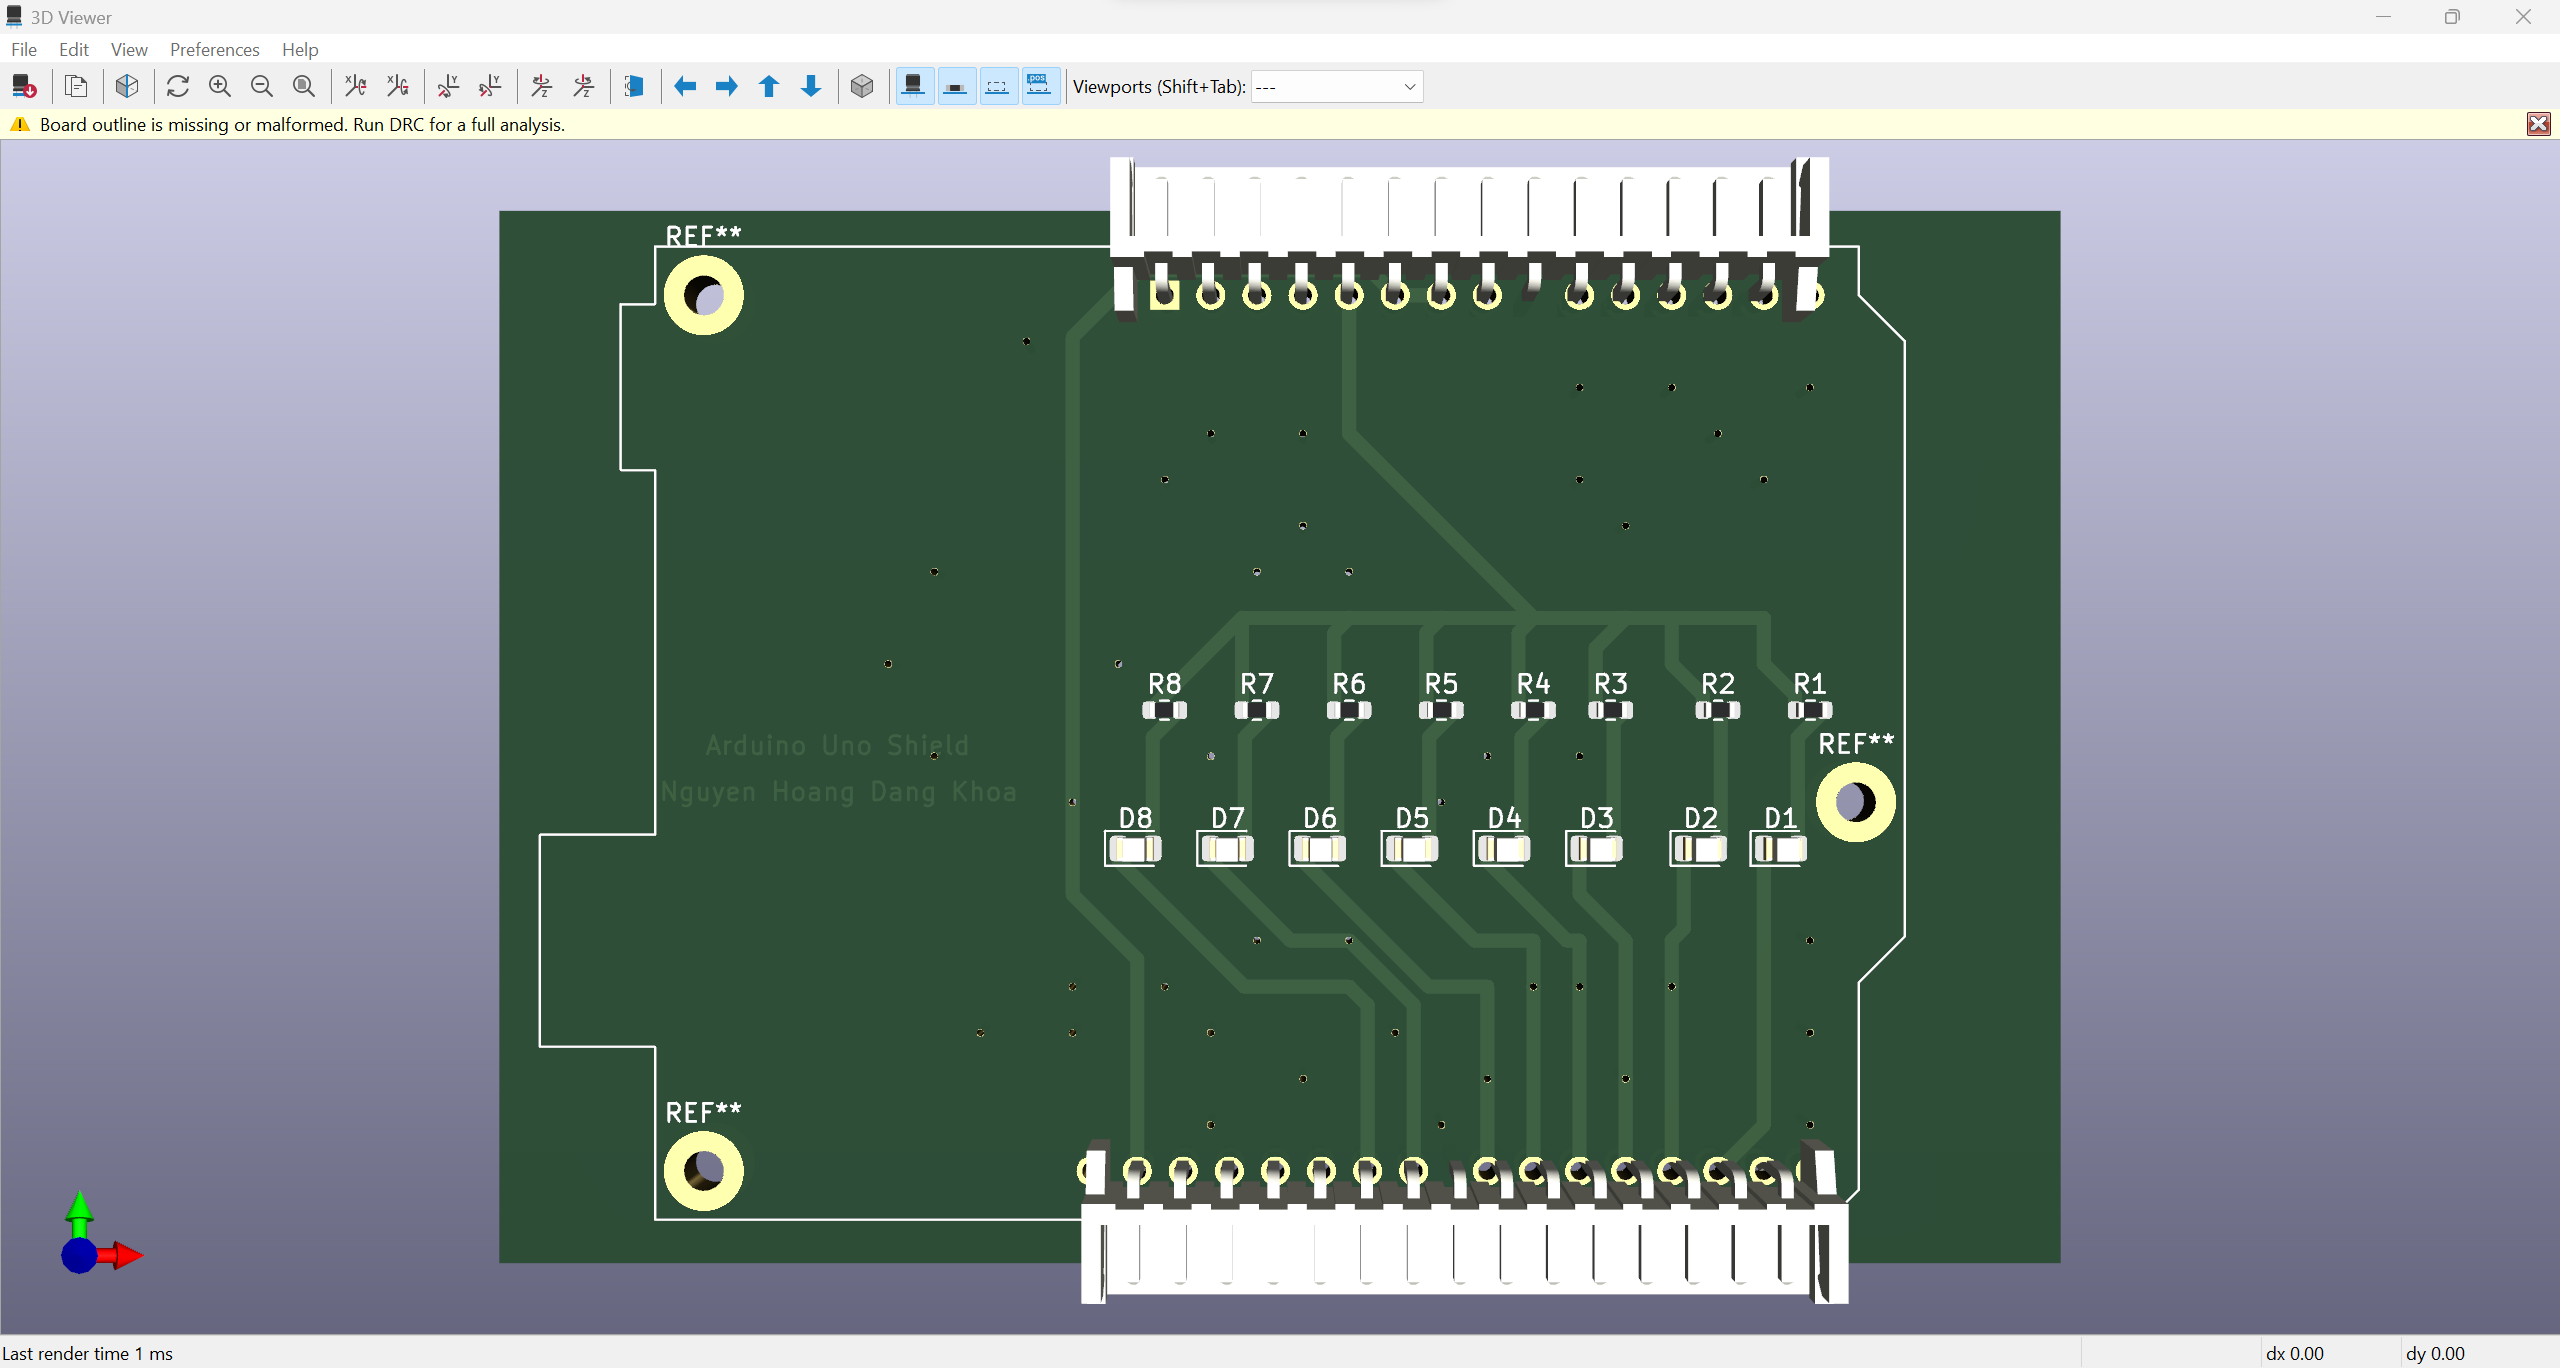 3D Viewer
File Edit View Preferences Help
Viewports (Shift+Tab): ---
Board outline is missing or malformed. Run DRC for a full analysis.
REF**
R8 R7 R6 R5 R4 R3 R2 R1
REF**
Arduino Uno Shield
Nguyen Hoang Dang Khoa
D8 D7 D6 D5 D4 D3 D2 D1
REF**
Last render time 1 ms
dx 0.00
dy 0.00